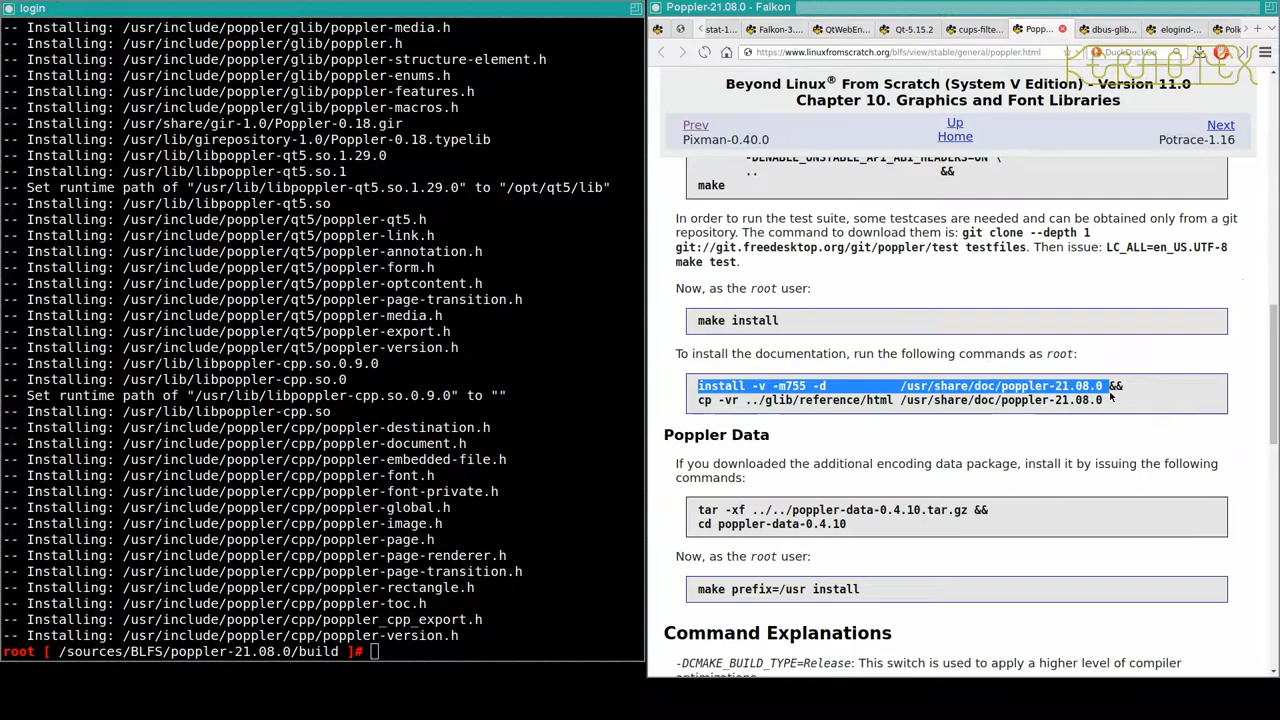 login
-- Installing: /usr/include/poppler/glib/poppler-media.h
-- Installing: /usr/include/poppler/glib/poppler.h
-- Installing: /usr/include/poppler/glib/poppler-structure-element.h
-- Installing: /usr/include/poppler/glib/poppler-enums.h
-- Installing: /usr/include/poppler/glib/poppler-features.h
-- Installing: /usr/include/poppler/glib/poppler-macros.h
-- Installing: /usr/share/gir-1.0/Poppler-0.18.gir
-- Installing: /usr/lib/girepository-1.0/Poppler-0.18.typelib
-- Installing: /usr/lib/libpoppler-qt5.so.1.29.0
-- Installing: /usr/lib/libpoppler-qt5.so.1
-- Set runtime path of "/usr/lib/libpoppler-qt5.so.1.29.0" to "/opt/qt5/lib"
-- Installing: /usr/lib/libpoppler-qt5.so
-- Installing: /usr/include/poppler/qt5/poppler-qt5.h
-- Installing: /usr/include/poppler/qt5/poppler-link.h
-- Installing: /usr/include/poppler/qt5/poppler-annotation.h
-- Installing: /usr/include/poppler/qt5/poppler-form.h
-- Installing: /usr/include/poppler/qt5/poppler-optcontent.h
-- Installing: /usr/include/poppler/qt5/poppler-page-transition.h
-- Installing: /usr/include/poppler/qt5/poppler-media.h
-- Installing: /usr/include/poppler/qt5/poppler-export.h
-- Installing: /usr/include/poppler/qt5/poppler-version.h
-- Installing: /usr/lib/libpoppler-cpp.so.0.9.0
-- Installing: /usr/lib/libpoppler-cpp.so.0
-- Set runtime path of "/usr/lib/libpoppler-cpp.so.0.9.0" to ""
-- Installing: /usr/lib/libpoppler-cpp.so
-- Installing: /usr/include/poppler/cpp/poppler-destination.h
-- Installing: /usr/include/poppler/cpp/poppler-document.h
-- Installing: /usr/include/poppler/cpp/poppler-embedded-file.h
-- Installing: /usr/include/poppler/cpp/poppler-font.h
-- Installing: /usr/include/poppler/cpp/poppler-font-private.h
-- Installing: /usr/include/poppler/cpp/poppler-global.h
-- Installing: /usr/include/poppler/cpp/poppler-image.h
-- Installing: /usr/include/poppler/cpp/poppler-page.h
-- Installing: /usr/include/poppler/cpp/poppler-page-renderer.h
-- Installing: /usr/include/poppler/cpp/poppler-page-transition.h
-- Installing: /usr/include/poppler/cpp/poppler-rectangle.h
-- Installing: /usr/include/poppler/cpp/poppler-toc.h
-- Installing: /usr/include/poppler/cpp/poppler_cpp_export.h
-- Installing: /usr/include/poppler/cpp/poppler-version.h
root [ /sources/BLFS/poppler-21.08.0/build ]#
Poppler-21.08.0 - Falkon
stat-1... Falkon-3.... QtWebEn... Qt-5.15.2 cups-filte... Popp... dbus-glib... elogind-... Polk
https://www.linuxfromscratch.org/blfs/view/stable/general/poppler.html DuckDuckGo
KERNOTEX
Beyond Linux® From Scratch (System V Edition) - Version 11.0
Chapter 10. Graphics and Font Libraries
Prev Up Next
Pixman-0.40.0 Home Potrace-1.16
-DENABLE_UNSTABLE_API_ABI_HEADERS=ON \
.. &&
make
In order to run the test suite, some testcases are needed and can be obtained only from a git
repository. The command to download them is: git clone --depth 1
git://git.freedesktop.org/git/poppler/test testfiles. Then issue: LC_ALL=en_US.UTF-8
make test.
Now, as the root user:
make install
To install the documentation, run the following commands as root:
install -v -m755 -d /usr/share/doc/poppler-21.08.0 &&
cp -vr ../glib/reference/html /usr/share/doc/poppler-21.08.0
Poppler Data
If you downloaded the additional encoding data package, install it by issuing the following
commands:
tar -xf ../../poppler-data-0.4.10.tar.gz &&
cd poppler-data-0.4.10
Now, as the root user:
make prefix=/usr install
Command Explanations
-DCMAKE_BUILD_TYPE=Release: This switch is used to apply a higher level of compiler
optimizations.